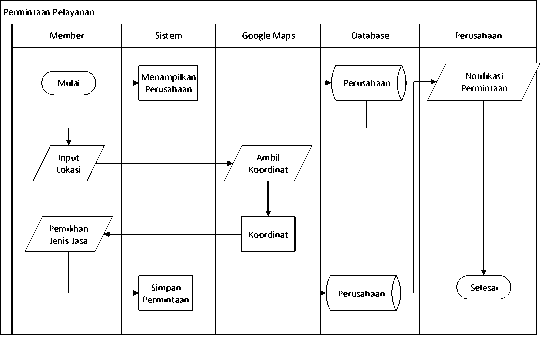 Permintaan Pelayanan
Member
Sistem
Google Maps
Database
Perusahaan
Mulai
Menampilkan
Perusahaan
Perusahaan
Notifikasi
Permintaan
Input
Lokasi
Ambil
Koordinat
Pemilihan
Jenis Jasa
Koordinat
Simpan
Permintaan
Perusahaan
Selesai